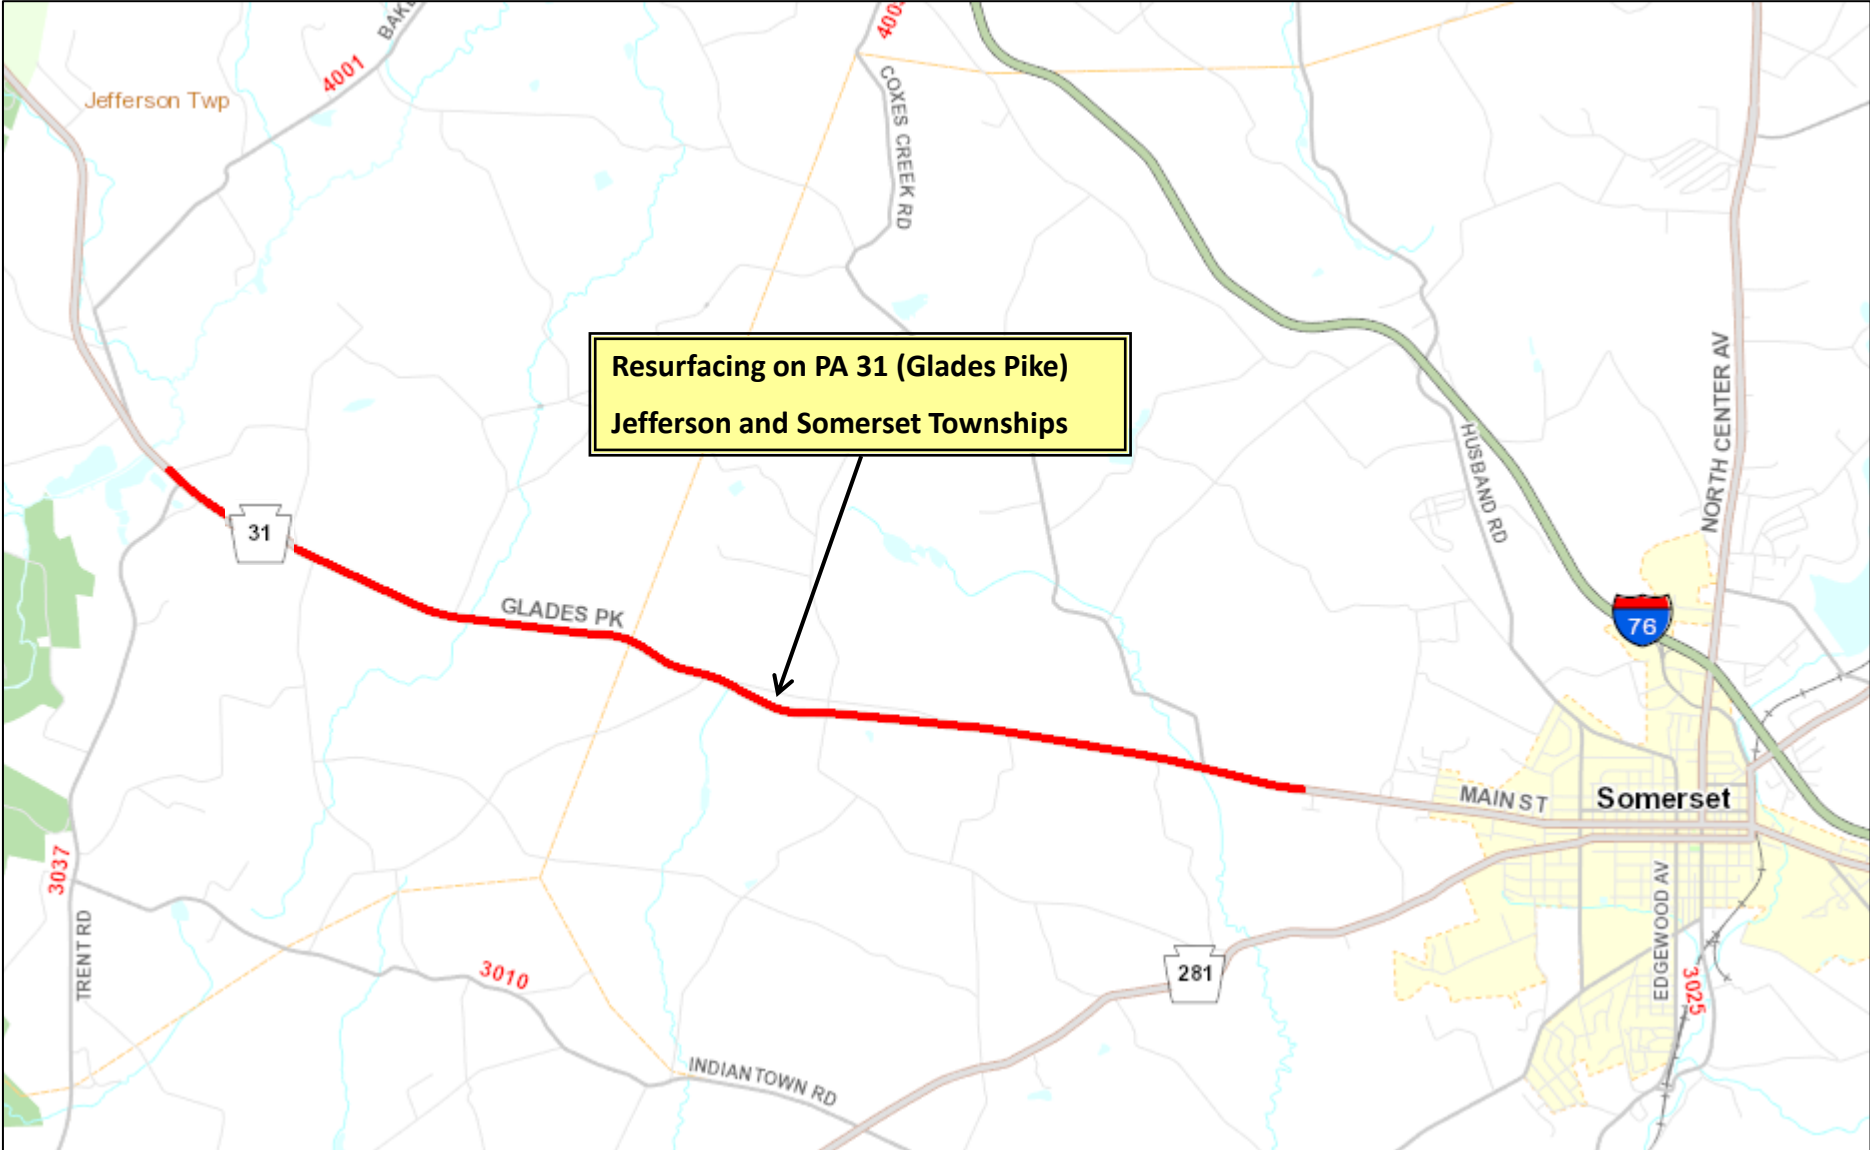 BAKE
400
4001
Jefferson Twp
COXES CREEK RD
Resurfacing on PA 31 (Glades Pike)
Jefferson and Somerset Townships
NORTH CENTER AV
HUSBAND RD
31
GLADES PK
76
MAIN ST
Somerset
3037
EDGEWOOD AV
TRENT RD
3010
281
3025
INDIANTOWN RD